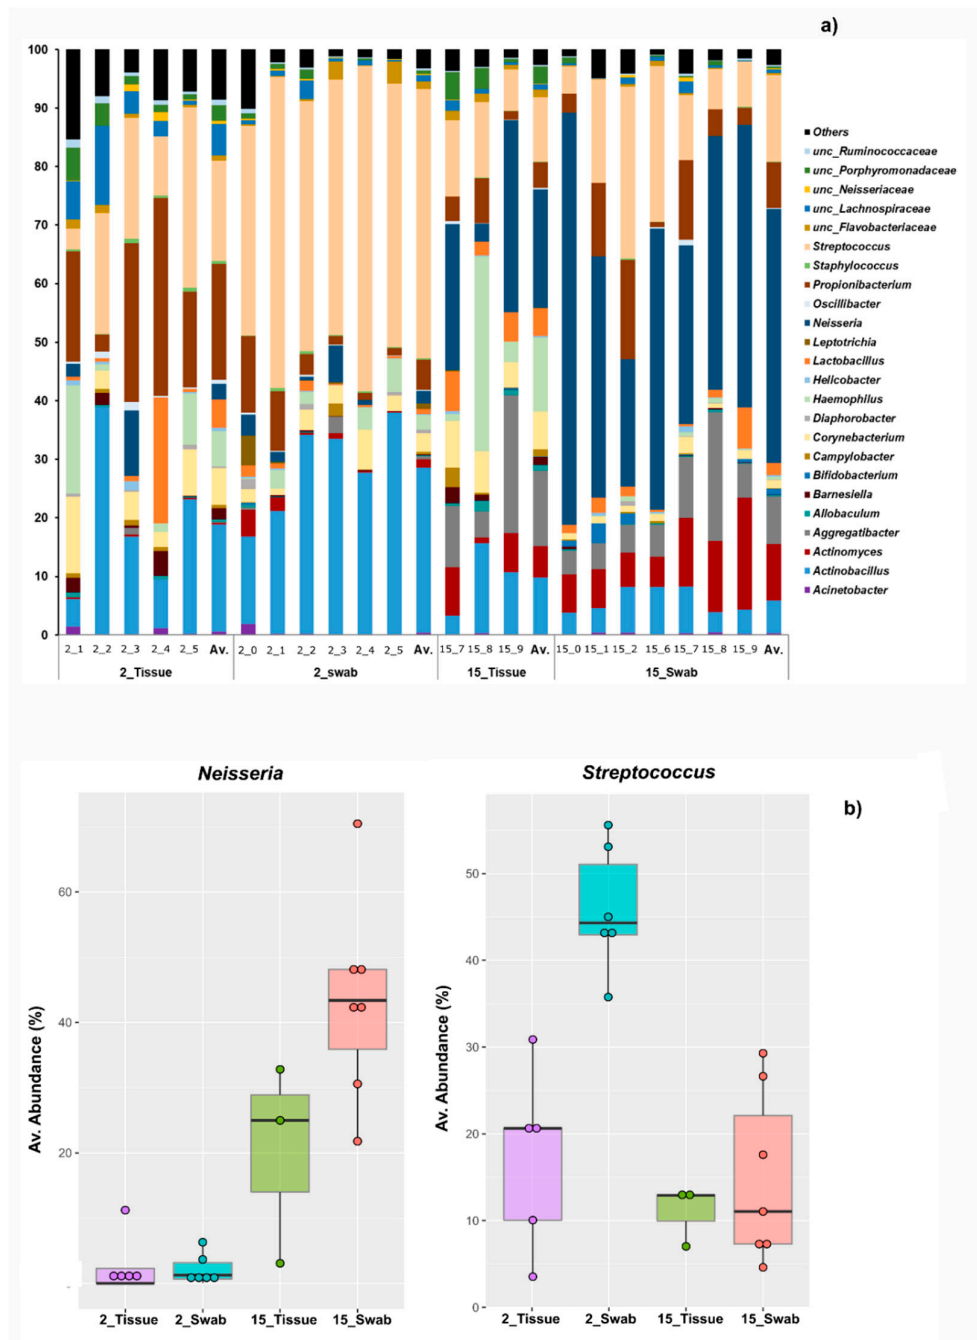 a)
100
90
80
70
60
50
40
30
20
10
0
Others
unc_Ruminococcaceae
unc_Porphyromonadaceae
unc_Neisseriaceae
unc_Lachnospiraceae
unc_Flavobacteriaceae
Streptococcus
Staphylococcus
Propionibacterium
Oscillibacter
Neisseria
Leptotrichia
Lactobacillus
Helicobacter
Haemophilus
Diaphorobacter
Corynebacterium
Campylobacter
Bifidobacterium
Barnesiella
Allobaculum
Aggregatibacter
Actinomyces
Actinobacillus
Acinetobacter
2_1 2_2 2_3 2_4 2_5 Av. 2_0 2_1 2_2 2_3 2_4 2_5 Av. 15_7 15_8 15_9 Av. 15_0 15_1 15_2 15_6 15_7 15_8 15_9 Av.
2_Tissue 2_swab 15_Tissue 15_Swab
b)
Neisseria
Av. Abundance (%)
60
40
20
2_Tissue 2_Swab 15_Tissue 15_Swab
Streptococcus
Av. Abundance (%)
50
40
30
20
10
0
2_Tissue 2_Swab 15_Tissue 15_Swab